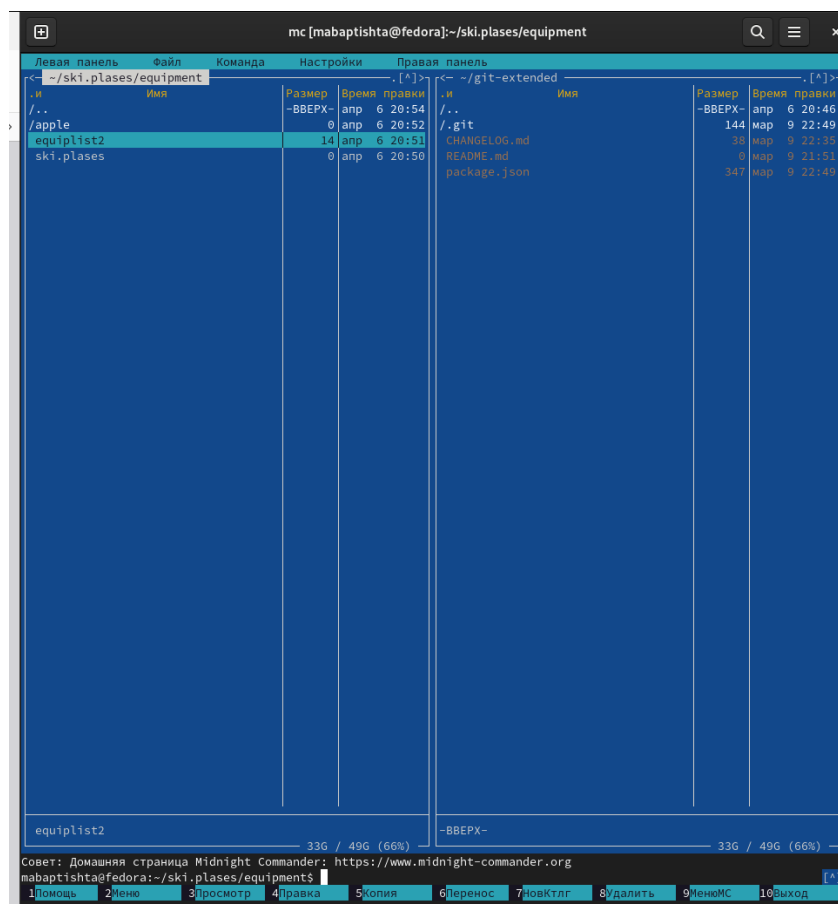 mc [mabaptishta@fedora]:~/ski.plases/equipment
Левая панель Файл Команда Настройки Правая панель
<─ ~/ski.plases/equipment .[^]> <─ ~/git-extended .[^]>
.и Имя Размер Время правки .и Имя Размер Время правки
/.. -ВВЕРХ- апр 6 20:54 /.. -ВВЕРХ- апр 6 20:46
/apple 0 апр 6 20:52 /.git 144 мар 9 22:49
equiplist2 14 апр 6 20:51 CHANGELOG.md 38 мар 9 22:35
ski.plases 0 апр 6 20:50 README.md 0 мар 9 21:51
package.json 347 мар 9 22:49
equiplist2 -ВВЕРХ-
33G / 49G (66%) 33G / 49G (66%)
Совет: Домашняя страница Midnight Commander: https://www.midnight-commander.org
mabaptishta@fedora:~/ski.plases/equipment$ [^
1Помощь 2Меню 3Просмотр 4Правка 5Копия 6Перенос 7НовКтлг 8Удалить 9МенюМС 10Выход